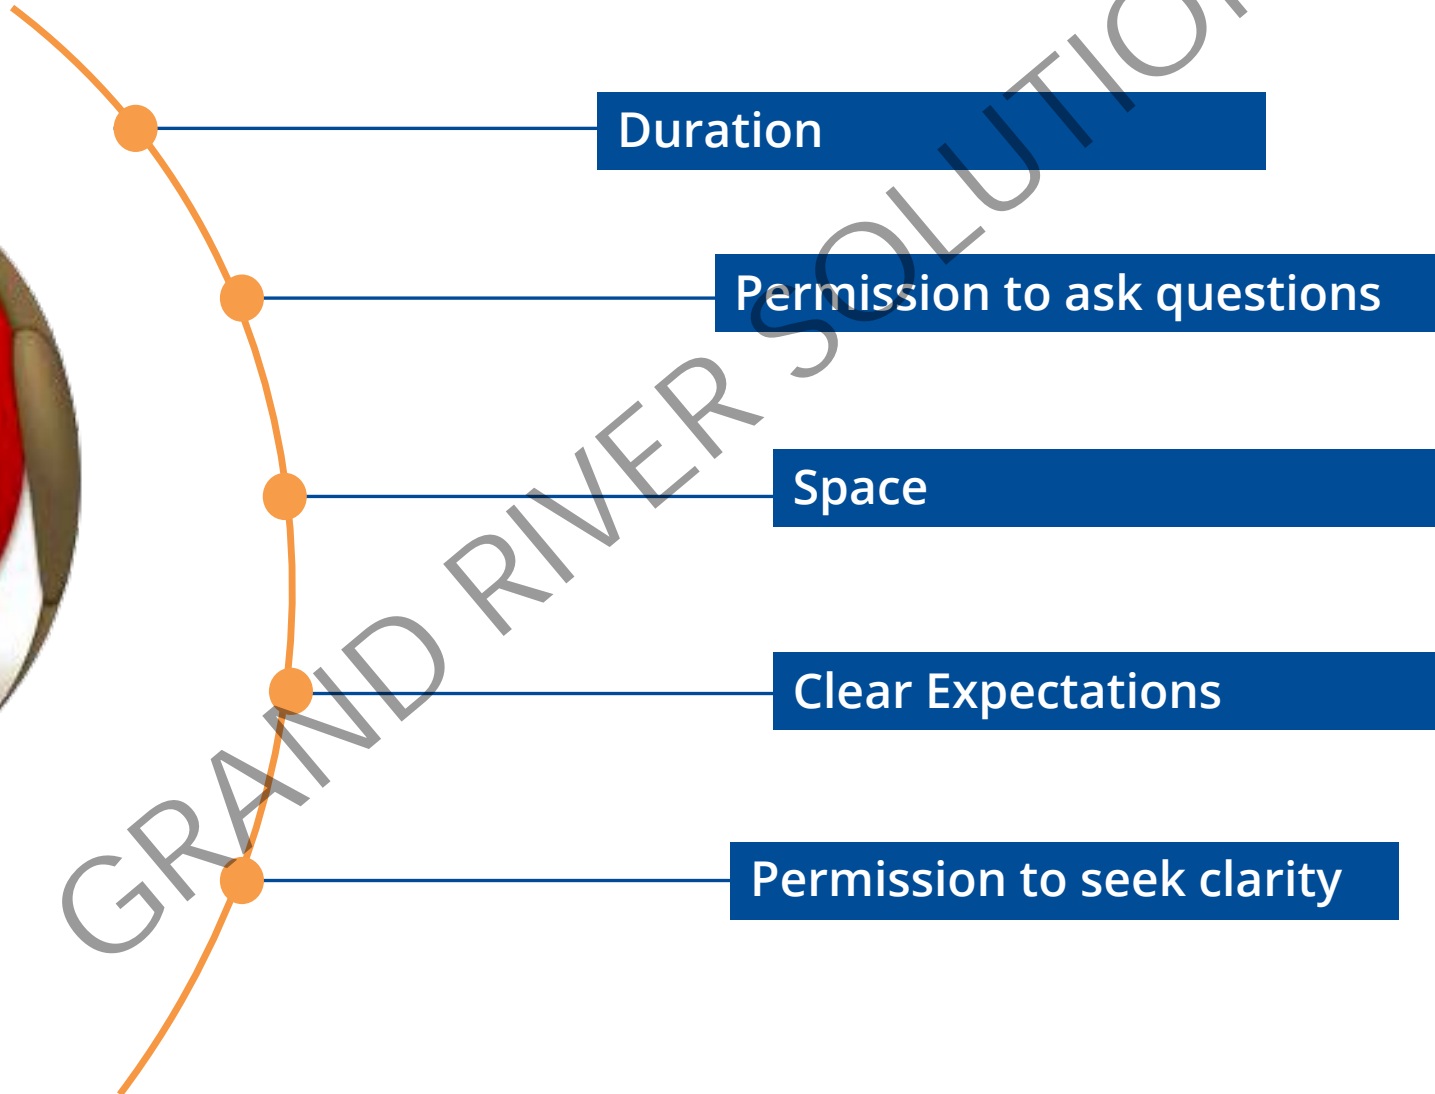 Duration
Permission to ask questions
Space
Clear Expectations
Permission to seek clarity
GRAND RIVER SOLUTIO